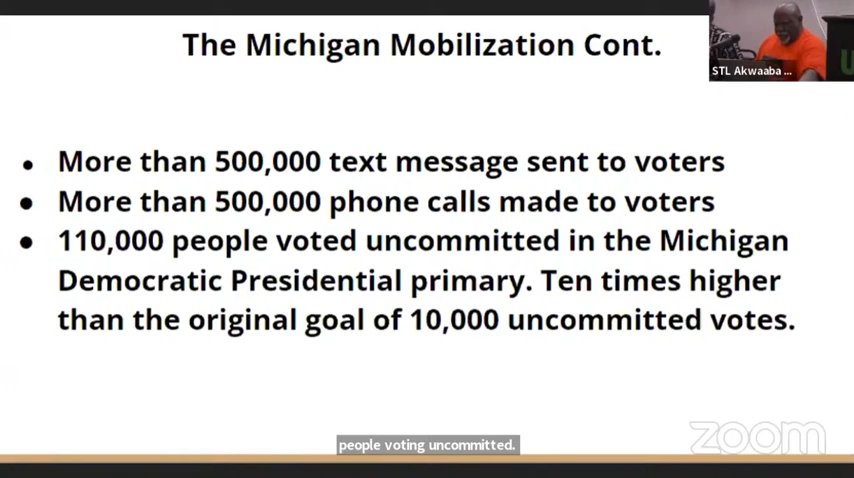 The Michigan Mobilization Cont.
STL Akwaaba ...
• More than 500,000 text message sent to voters
• More than 500,000 phone calls made to voters
• 110,000 people voted uncommitted in the Michigan
Democratic Presidential primary. Ten times higher
than the original goal of 10,000 uncommitted votes.
people voting uncommitted.
zoom